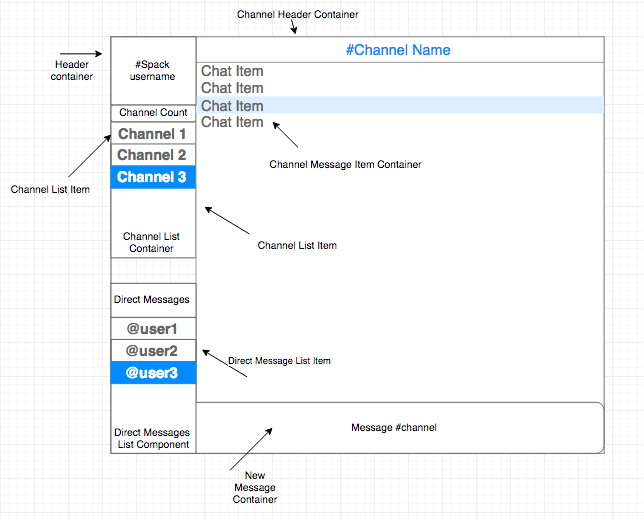 Channel Header Container
Header
container
#Spack
username
#Channel Name
Chat Item
Chat Item
Chat Item
Chat Item
Channel Count
Channel 1
Channel 2
Channel 3
Channel List Item
Channel Message Item Container
Channel List
Container
Channel List Item
Direct Messages
@user1
@user2
@user3
Direct Message List Item
Direct Messages
List Component
Message #channel
New
Message
Container